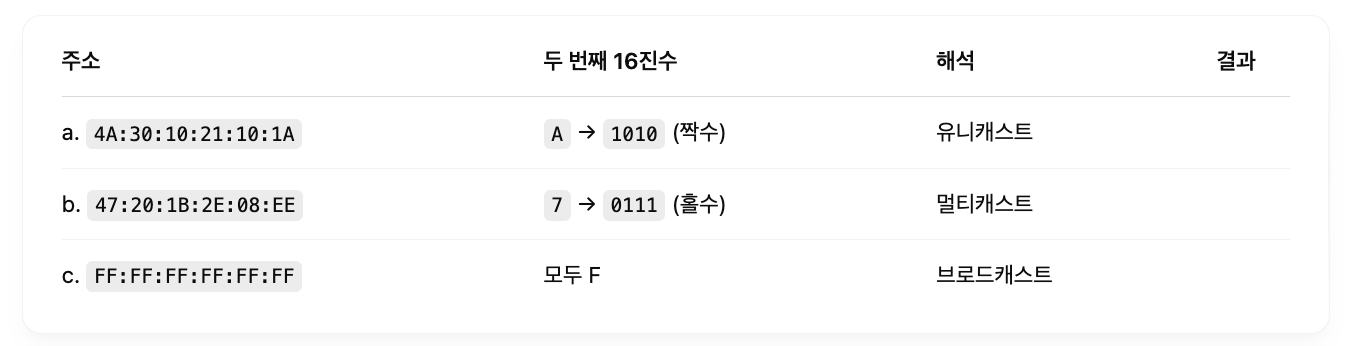 주소 두 번째 16진수 해석 결과
a. 4A:30:10:21:10:1A A → 1010 (짝수) 유니캐스트
b. 47:20:1B:2E:08:EE 7 → 0111 (홀수) 멀티캐스트
c. FF:FF:FF:FF:FF:FF 모두 F 브로드캐스트